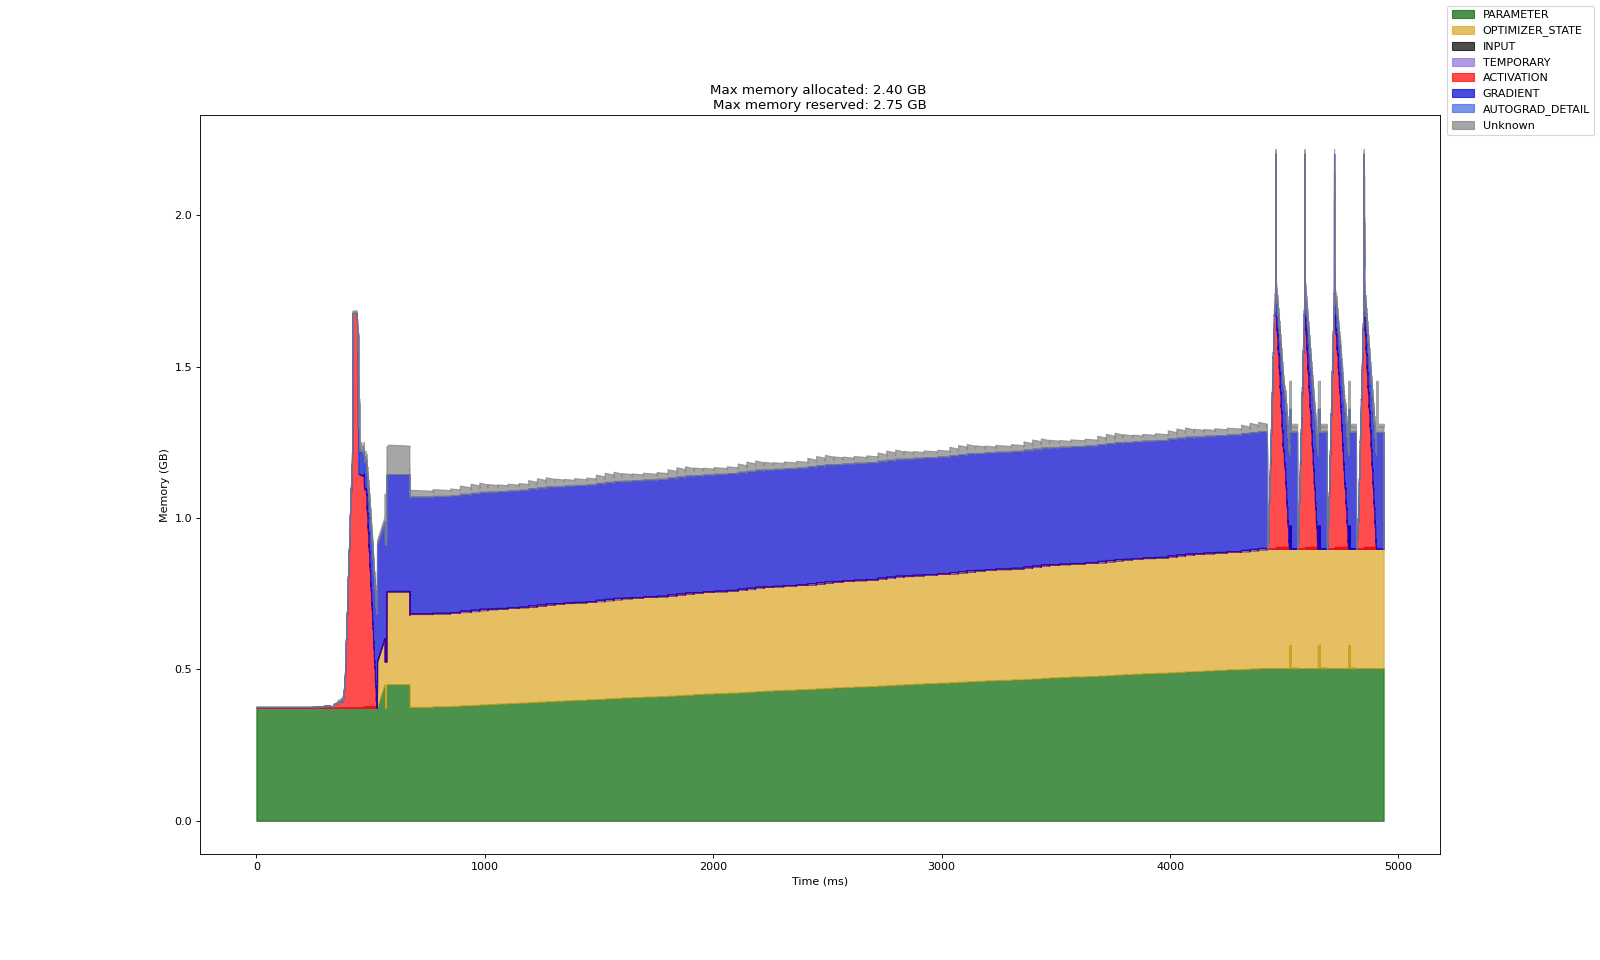 PARAMETER
OPTIMIZER_STATE
INPUT
TEMPORARY
ACTIVATION
GRADIENT
AUTOGRAD_DETAIL
Unknown
Max memory allocated: 2.40 GB
Max memory reserved: 2.75 GB
2.0
1.5
1.0
0.5
0.0
Memory (GB)
0 1000 2000 3000 4000 5000
Time (ms)